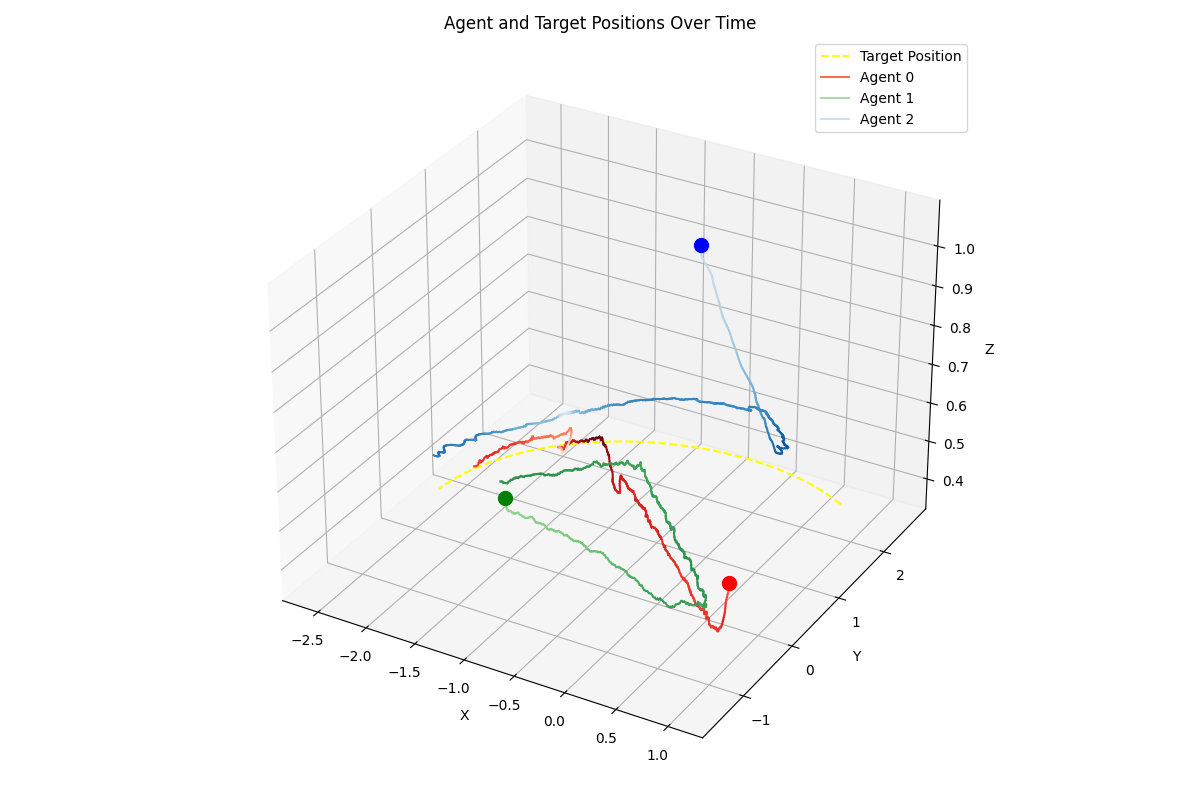 Agent and Target Positions Over Time
Target Position
Agent 0
Agent 1
Agent 2
1.0
0.9
0.8
0.7
0.6
0.5
0.4
Z
2
1
0
−1
Y
−2.5
−2.0
−1.5
−1.0
−0.5
0.0
0.5
1.0
X